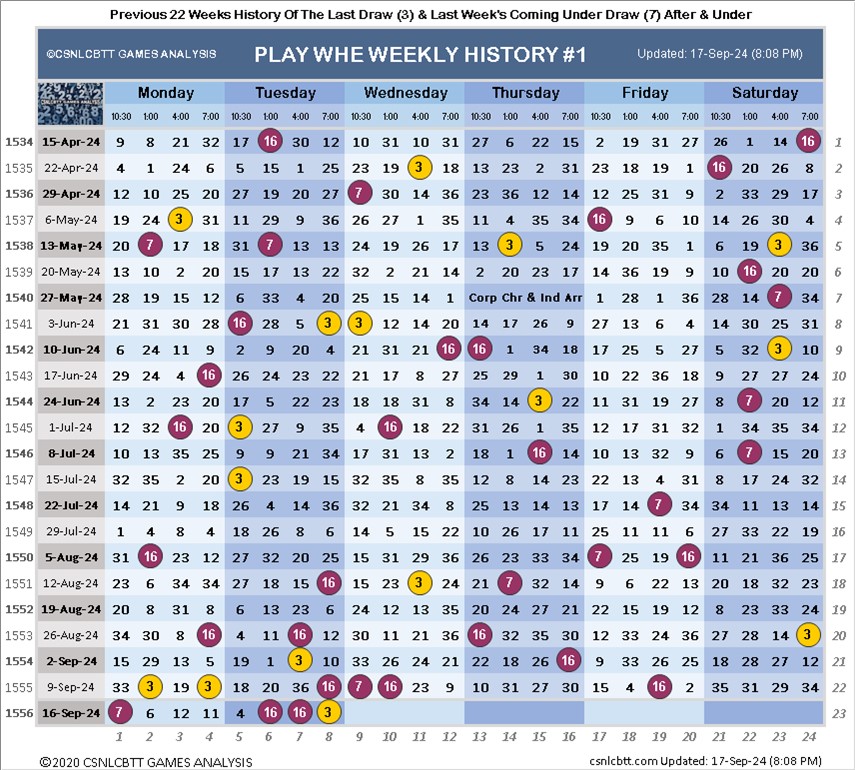 Previous 22 Weeks History Of The Last Draw (3) & Last Week's Coming Under Draw (7) After & Under
©CSNLCBTT GAMES ANALYSIS PLAY WHE WEEKLY HISTORY #1 Updated: 17-Sep-24 (8:08 PM)
CSNLCBTT GAMES ANALYSIS Monday Tuesday Wednesday Thursday Friday Saturday
10:30 1:00 4:00 7:00 10:30 1:00 4:00 7:00 10:30 1:00 4:00 7:00 10:30 1:00 4:00 7:00 10:30 1:00 4:00 7:00 10:30 1:00 4:00 7:00
1534 15-Apr-24 9 8 21 32 17 16 30 12 10 31 10 31 27 6 22 15 2 19 31 27 26 1 14 16 1
1535 22-Apr-24 4 1 24 6 5 15 1 25 23 19 3 18 13 23 2 31 23 18 19 1 16 20 26 8 2
1536 29-Apr-24 12 10 25 20 27 19 20 27 7 30 14 36 23 36 12 14 12 25 31 9 2 33 29 17 3
1537 6-May-24 19 24 3 31 11 29 9 36 26 27 1 35 11 4 35 34 16 9 6 10 14 26 30 4 4
1538 13-May-24 20 7 17 18 31 7 13 13 24 19 26 17 13 3 5 24 19 20 35 1 6 19 3 36 5
1539 20-May-24 13 10 2 20 15 17 13 22 32 2 21 14 2 20 23 17 14 36 19 9 10 16 20 20 6
1540 27-May-24 28 19 15 12 6 33 4 20 25 15 14 1 Corp Chr & Ind Arr 1 28 1 36 28 14 7 34 7
1541 3-Jun-24 21 31 30 28 16 28 5 3 3 12 14 20 14 17 26 9 27 13 6 4 14 30 25 31 8
1542 10-Jun-24 6 24 11 9 2 9 20 4 21 31 21 16 16 1 34 18 17 25 5 27 5 32 3 10 9
1543 17-Jun-24 29 24 4 16 26 24 23 22 21 17 8 27 25 29 1 30 10 22 36 18 9 27 27 24 10
1544 24-Jun-24 13 2 23 20 17 5 22 23 18 18 31 8 34 14 3 22 11 31 19 27 8 7 20 12 11
1545 1-Jul-24 12 32 16 20 3 27 9 35 4 16 18 22 31 26 1 35 12 17 31 32 1 34 35 34 12
1546 8-Jul-24 10 13 35 25 9 9 21 34 17 31 13 2 18 1 16 14 10 13 32 9 6 7 15 20 13
1547 15-Jul-24 32 35 2 20 3 23 19 15 32 35 8 35 12 8 14 23 22 13 4 31 8 17 24 32 14
1548 22-Jul-24 14 21 9 18 26 4 14 36 32 21 34 8 25 13 14 13 17 19 7 34 34 11 13 14 15
1549 29-Jul-24 1 4 8 4 18 26 8 6 14 5 15 22 10 26 17 11 25 11 11 6 27 33 22 19 16
1550 5-Aug-24 31 16 23 12 27 32 20 25 15 31 29 36 26 23 33 34 7 25 19 16 11 21 36 25 17
1551 12-Aug-24 23 6 34 34 27 18 15 16 15 23 3 24 21 7 32 14 9 6 22 13 20 18 32 23 18
1552 19-Aug-24 20 8 31 8 6 13 23 6 24 12 13 35 20 24 27 21 22 15 19 12 8 23 33 24 19
1553 26-Aug-24 34 30 8 16 4 11 16 12 30 11 21 36 16 32 35 30 12 33 24 36 27 28 14 3 20
1554 2-Sep-24 15 29 13 5 19 1 3 10 33 26 24 21 22 18 26 16 9 33 26 25 18 28 27 12 21
1555 9-Sep-24 33 3 19 3 18 20 36 16 7 16 23 9 10 31 27 30 15 4 16 2 35 31 29 34 22
1556 16-Sep-24 7 6 12 11 4 16 16 3 23
1 2 3 4 5 6 7 8 9 10 11 12 13 14 15 16 17 18 19 20 21 22 23 24
©2020 CSNLCBTT GAMES ANALYSIS csnlcbtt.com Updated: 17-Sep-24 (8:08 PM)